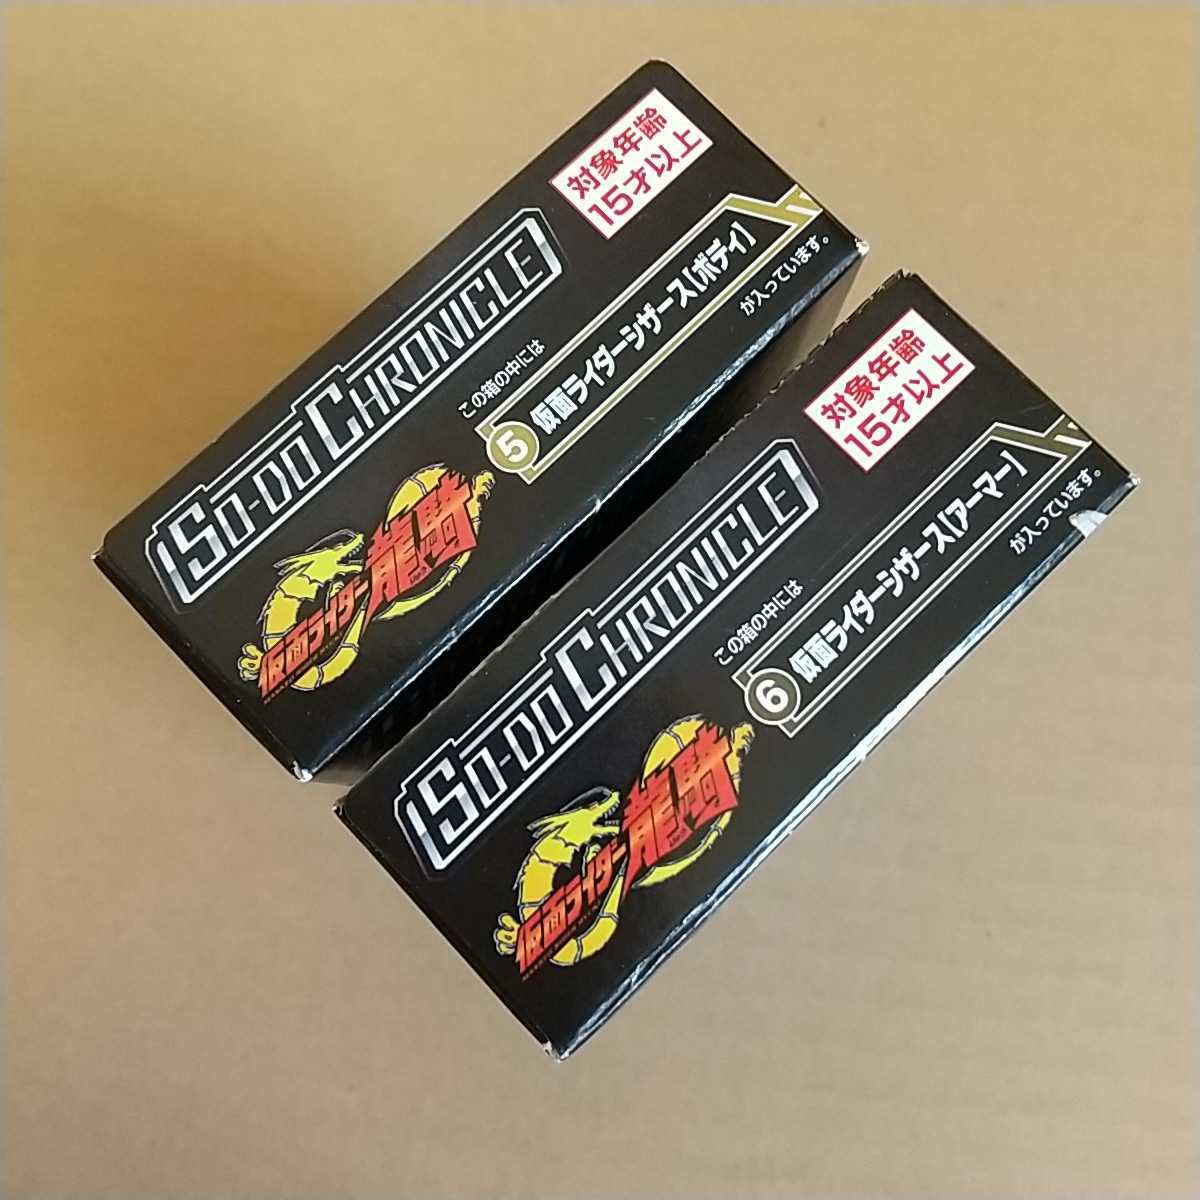 対象年齢
15才以上
SO-DO CHRONICLE
この箱の中には
5 仮面ライダーシザース[ボディ]
が入っています。
仮面ライダー龍騎
対象年齢
15才以上
SO-DO CHRONICLE
この箱の中には
6 仮面ライダーシザース[アーマー]
が入っています。
仮面ライダー龍騎